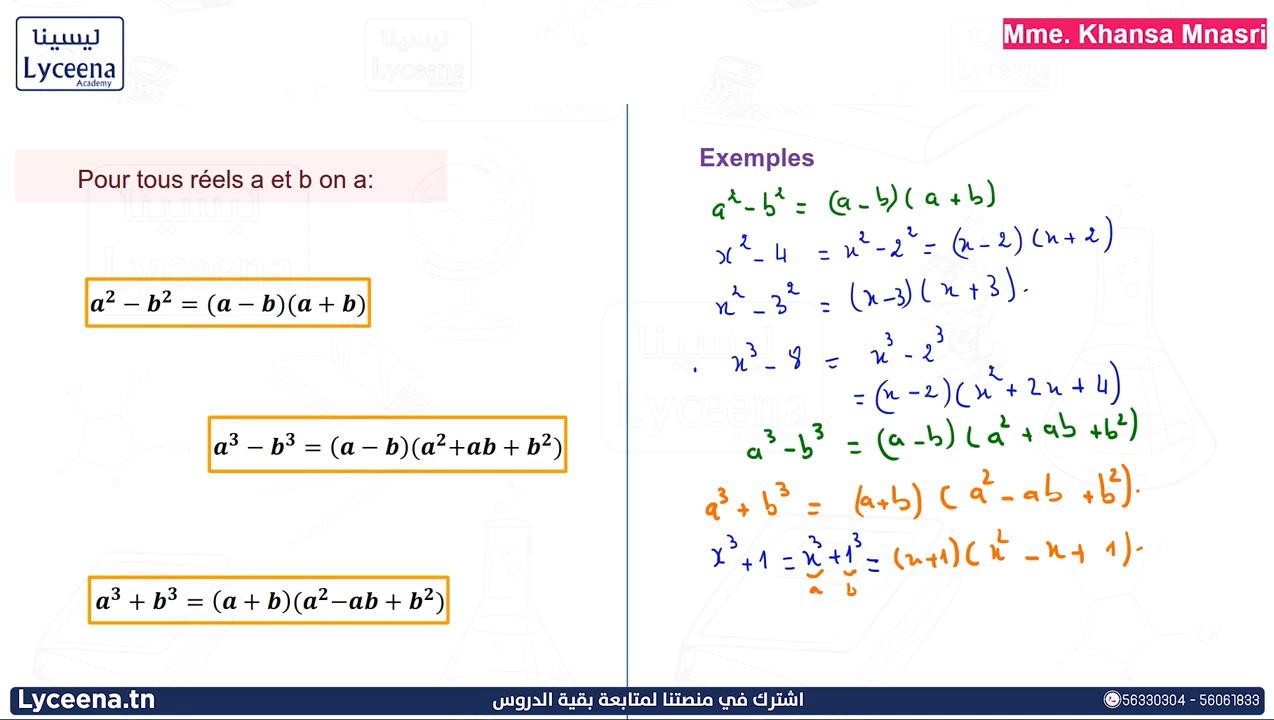 ليسينا
Lyceena
Academy
Mme. Khansa Mnasri
Pour tous réels a et b on a:
a² − b² = (a − b)(a + b)
a³ − b³ = (a − b)(a²+ab + b²)
a³ + b³ = (a + b)(a²−ab + b²)
Exemples
a² - b² = (a - b)(a + b)
x² - 4 = x² - 2² = (x - 2)(x + 2)
x² - 3² = (x - 3)(x + 3).
. x³ - 8 = x³ - 2³
= (x - 2)(x² + 2x + 4)
a³ - b³ = (a - b)(a² + ab + b²)
a³ + b³ = (a + b)(a² - ab + b²).
x³ + 1 = x³ + 1³ = (x+1)(x² - x + 1).
a b
Lyceena.tn
اشترك في منصتنا لمتابعة بقية الدروس
56330304 - 56061833